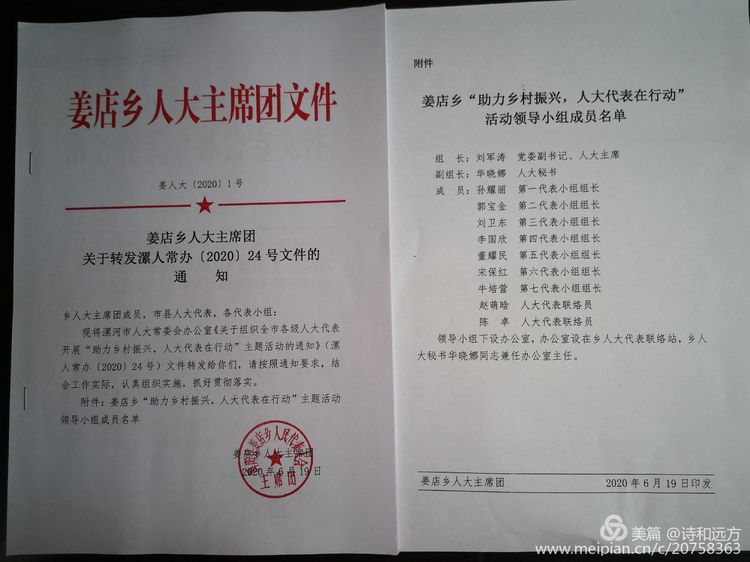 姜店乡人大主席团文件
姜人大〔2020〕1号
姜店乡人大主席团
关于转发漯人常办〔2020〕24号文件的
通 知
乡人大主席团成员，市县人大代表，各代表小组：
现将漯河市人大常委会办公室《关于组织全市各级人大代表
开展“助力乡村振兴，人大代表在行动”主题活动的通知》（漯
人常办〔2020〕24号）文件转发给你们，请按照通知要求，结
合工作实际，认真组织实施，抓好贯彻落实。
附件：姜店乡“助力乡村振兴，人大代表在行动”主题活动
领导小组成员名单
姜店乡人大主席团
2020年6月19日
姜店乡人民代表大会
主席团
附件
姜店乡“助力乡村振兴，人大代表在行动”
活动领导小组成员名单
组 长：刘军涛 党委副书记、人大主席
副组长：华晓娜 人大秘书
成 员：孙耀丽 第一代表小组组长
郭宝金 第二代表小组组长
刘卫东 第三代表小组组长
李国欣 第四代表小组组长
董耀民 第五代表小组组长
宋保红 第六代表小组组长
牛培营 第七代表小组组长
赵萌晗 人大代表联络员
陈 卓 人大代表联络员
领导小组下设办公室，办公室设在乡人大代表联络站，乡人
大秘书华晓娜同志兼任办公室主任。
姜店乡人大主席团 2020年6月19日印发
美篇 @诗和远方
www.meipian.cn/c/20758363